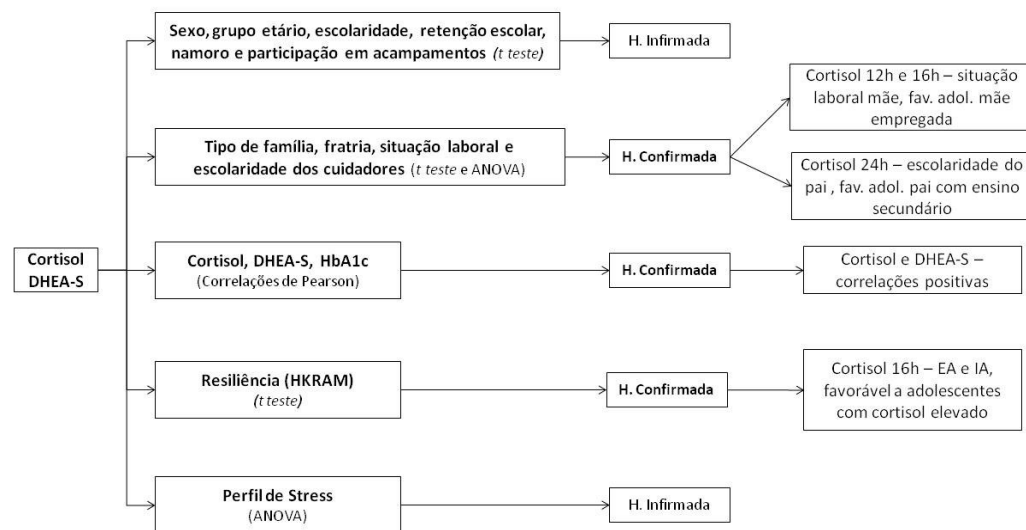 Sexo, grupo etário, escolaridade, retenção escolar,
namoro e participação em acampamentos (t teste)
H. Infirmada
Cortisol 12h e 16h – situação
laboral mãe, fav. adol. mãe
empregada
Tipo de família, fratria, situação laboral e
escolaridade dos cuidadores (t teste e ANOVA)
H. Confirmada
Cortisol 24h – escolaridade do
pai , fav. adol. pai com ensino
secundário
Cortisol
DHEA-S
Cortisol, DHEA-S, HbA1c
(Correlações de Pearson)
H. Confirmada
Cortisol e DHEA-S –
correlações positivas
Resiliência (HKRAM)
(t teste)
H. Confirmada
Cortisol 16h – EA e IA,
favorável a adolescentes
com cortisol elevado
Perfil de Stress
(ANOVA)
H. Infirmada